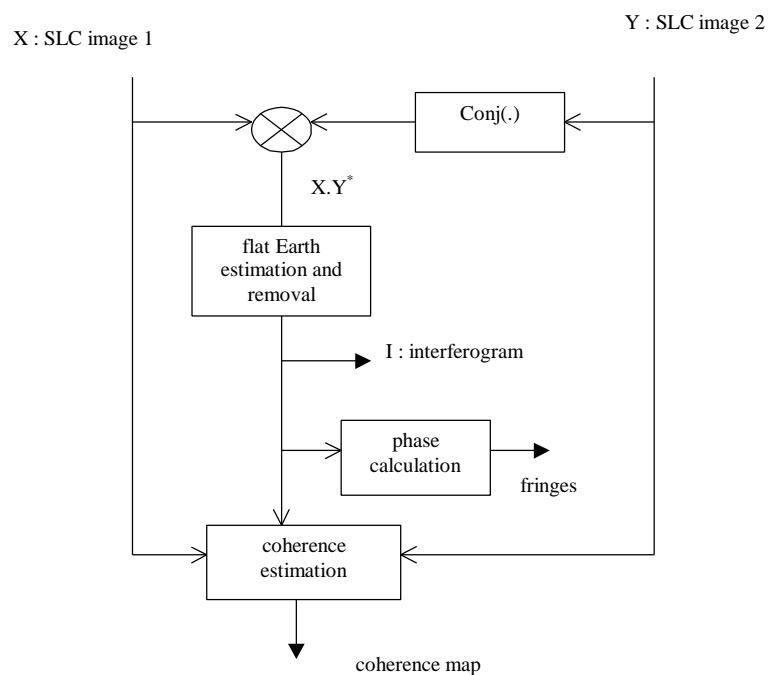 X : SLC image 1
Y : SLC image 2
Conj(.)
X.Y*
flat Earth
estimation and
removal
I : interferogram
phase
calculation
fringes
coherence
estimation
coherence map